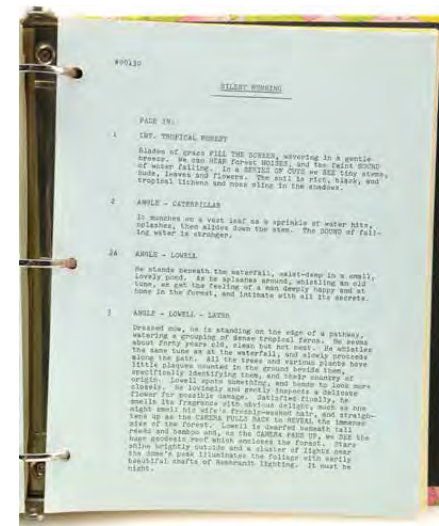 #00130
SILENT RUNNING
FADE IN:
1 INT. TROPICAL FOREST
Blades of grass FILL THE SCREEN, wavering in a gentle
breeze. We can HEAR forest NOISES, and the faint SOUND
of water falling. In a SERIES OF CUTS we SEE tiny stems,
buds, leaves and flowers. The soil is rich, black, and
tropical lichens and moss cling in the shadows.
2 ANGLE - CATERPILLAR
It munches on a vast leaf as a sprinkle of water hits,
splashes, then slides down the stem. The SOUND of fall-
ing water is stronger.
2A ANGLE - LOWELL
He stands beneath the waterfall, waist-deep in a small,
lovely pond. As he splashes around, whistling an old
tune, we get the feeling of a man deeply happy and at
home in the forest, and intimate with all its secrets.
3 ANGLE - LOWELL - LATER
Dressed now, he is standing on the edge of a pathway,
watering a grouping of dense tropical ferns. He seems
about forty years old, clean but not neat. He whistles
the same tune as at the waterfall, and slowly proceeds
along the path. All the trees and various plants have
little plaques mounted in the ground beside them,
specifically identifying them, and their country of
origin. Lowell spots something, and bends to look more
closely. He lovingly and gently inspects a delicate
flower for possible damage. Satisfied finally, he
smells its fragrance with obvious delight, much as one
might smell his wife's freshly-washed hair, and straigh-
tens up as the CAMERA PULLS BACK to REVEAL the immense
size of the forest. Lowell is dwarfed beneath tall
reeds and bamboo and, as the CAMERA PANS UP, we SEE the
huge geodesic roof which encloses the forest. Stars
shine brightly outside and a cluster of lights near
the dome's peak illuminates the foliage with eerily
beautiful shafts of Rembrandt lighting. It must be
night.